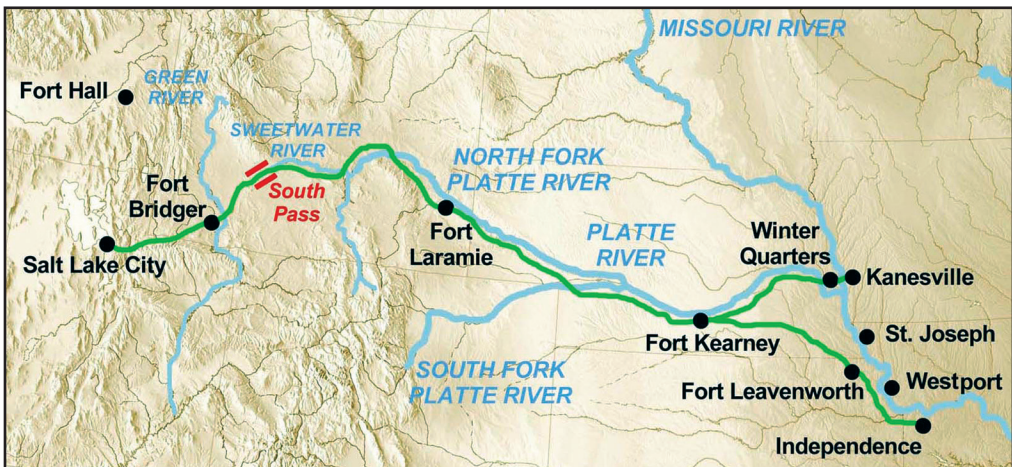 MISSOURI RIVER
Fort Hall
GREEN
RIVER
SWEETWATER
RIVER
NORTH FORK
PLATTE RIVER
Fort
Bridger
South
Pass
Fort
Laramie
PLATTE
RIVER
Winter
Quarters
Kanesville
Salt Lake City
St. Joseph
Fort Kearney
SOUTH FORK
PLATTE RIVER
Fort Leavenworth
Westport
Independence